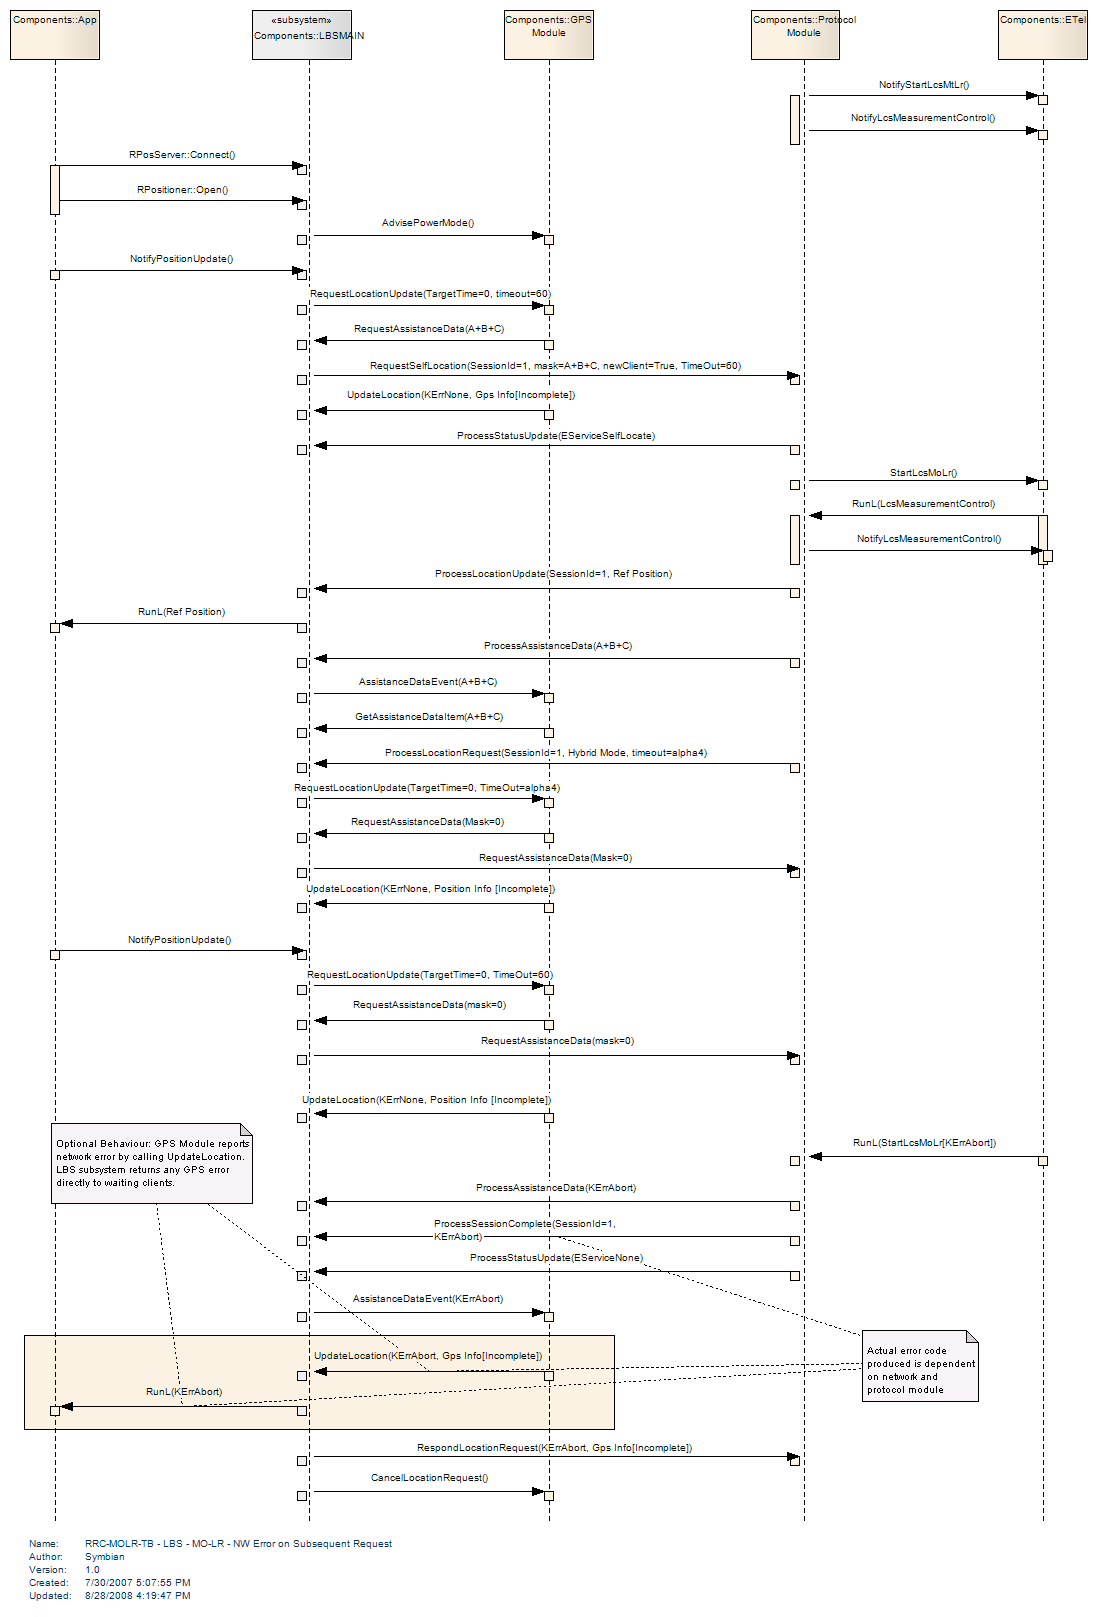 Components::App
«subsystem»
Components::LBSMAIN
Components::GPS
Module
Components::Protocol
Module
Components::ETel
NotifyStartLcsMtLr()
NotifyLcsMeasurementControl()
RPosServer::Connect()
RPositioner::Open()
AdvisePowerMode()
NotifyPositionUpdate()
RequestLocationUpdate(TargetTime=0, timeout=60)
RequestAssistanceData(A+B+C)
RequestSelfLocation(SessionId=1, mask=A+B+C, newClient=True, TimeOut=60)
UpdateLocation(KErrNone, Gps Info[Incomplete])
ProcessStatusUpdate(EServiceSelfLocate)
StartLcsMoLr()
RunL(LcsMeasurementControl)
NotifyLcsMeasurementControl()
ProcessLocationUpdate(SessionId=1, Ref Position)
RunL(Ref Position)
ProcessAssistanceData(A+B+C)
AssistanceDataEvent(A+B+C)
GetAssistanceDataItem(A+B+C)
ProcessLocationRequest(SessionId=1, Hybrid Mode, timeout=alpha4)
RequestLocationUpdate(TargetTime=0, TimeOut=alpha4)
RequestAssistanceData(Mask=0)
RequestAssistanceData(Mask=0)
UpdateLocation(KErrNone, Position Info [Incomplete])
NotifyPositionUpdate()
RequestLocationUpdate(TargetTime=0, TimeOut=60)
RequestAssistanceData(mask=0)
RequestAssistanceData(mask=0)
UpdateLocation(KErrNone, Position Info [Incomplete])
Optional Behaviour: GPS Module reports
network error by calling UpdateLocation.
LBS subsystem returns any GPS error
directly to waiting clients.
RunL(StartLcsMoLr[KErrAbort])
ProcessAssistanceData(KErrAbort)
ProcessSessionComplete(SessionId=1,
KErrAbort)
ProcessStatusUpdate(EServiceNone)
AssistanceDataEvent(KErrAbort)
UpdateLocation(KErrAbort, Gps Info[Incomplete])
Actual error code
produced is dependent
on network and
protocol module
RunL(KErrAbort)
RespondLocationRequest(KErrAbort, Gps Info[Incomplete])
CancelLocationRequest()
Name: RRC-MOLR-TB - LBS - MO-LR - NW Error on Subsequent Request
Author: Symbian
Version: 1.0
Created: 7/30/2007 5:07:55 PM
Updated: 8/28/2008 4:19:47 PM